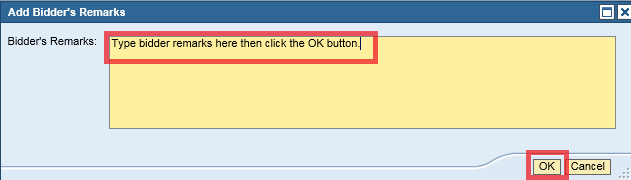 Add Bidder's Remarks
Bidder's Remarks: Type bidder remarks here then click the OK button.
OK Cancel